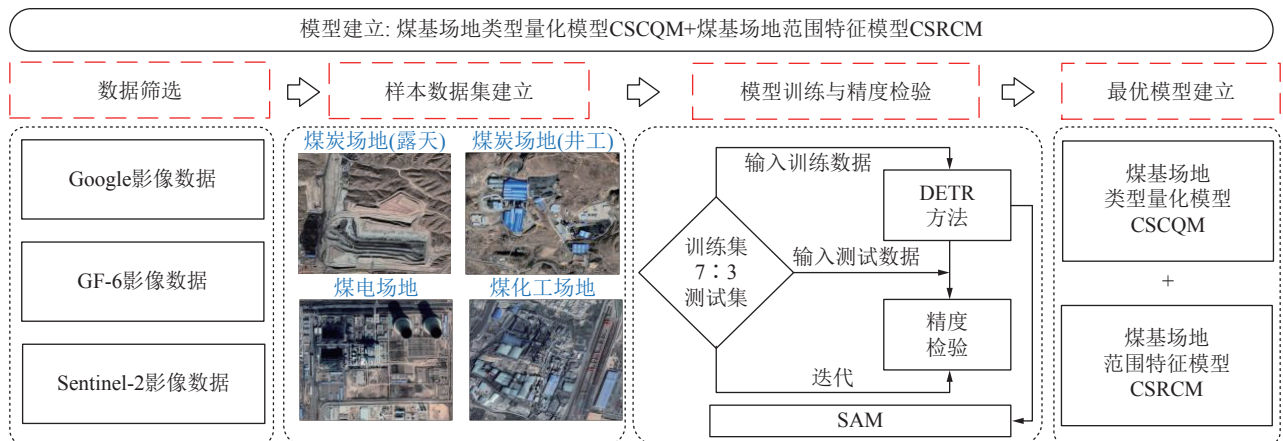 模型建立: 煤基场地类型量化模型CSCQM+煤基场地范围特征模型CSRCM
数据筛选
样本数据集建立
模型训练与精度检验
最优模型建立
Google影像数据
GF-6影像数据
Sentinel-2影像数据
煤炭场地(露天)
煤炭场地(井工)
煤电场地
煤化工场地
输入训练数据
DETR
方法
训练集
7∶3
测试集
输入测试数据
精度
检验
迭代
SAM
煤基场地
类型量化模型
CSCQM
+
煤基场地
范围特征模型
CSRCM